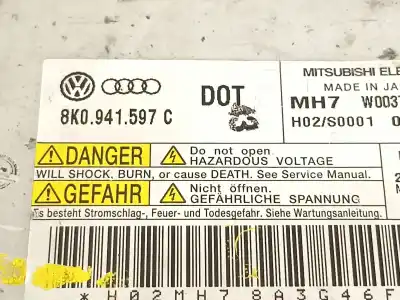 MITSUBISHI ELE
MADE IN JA
8K0.941.597 C DOT MH7 W003
H02/S0001 0
DANGER Do not open
HAZARDOUS VOLTAGE
WILL SHOCK, BURN, or cause DEATH. See Service Manual.
GEFAHR Nicht öffnen.
GEFÄHRLICHE SPANNUNG
Es besteht Stromschlag-, Feuer- und Todesgefahr. Siehe Wartungsanleitung.
*H02MH78A3G46F